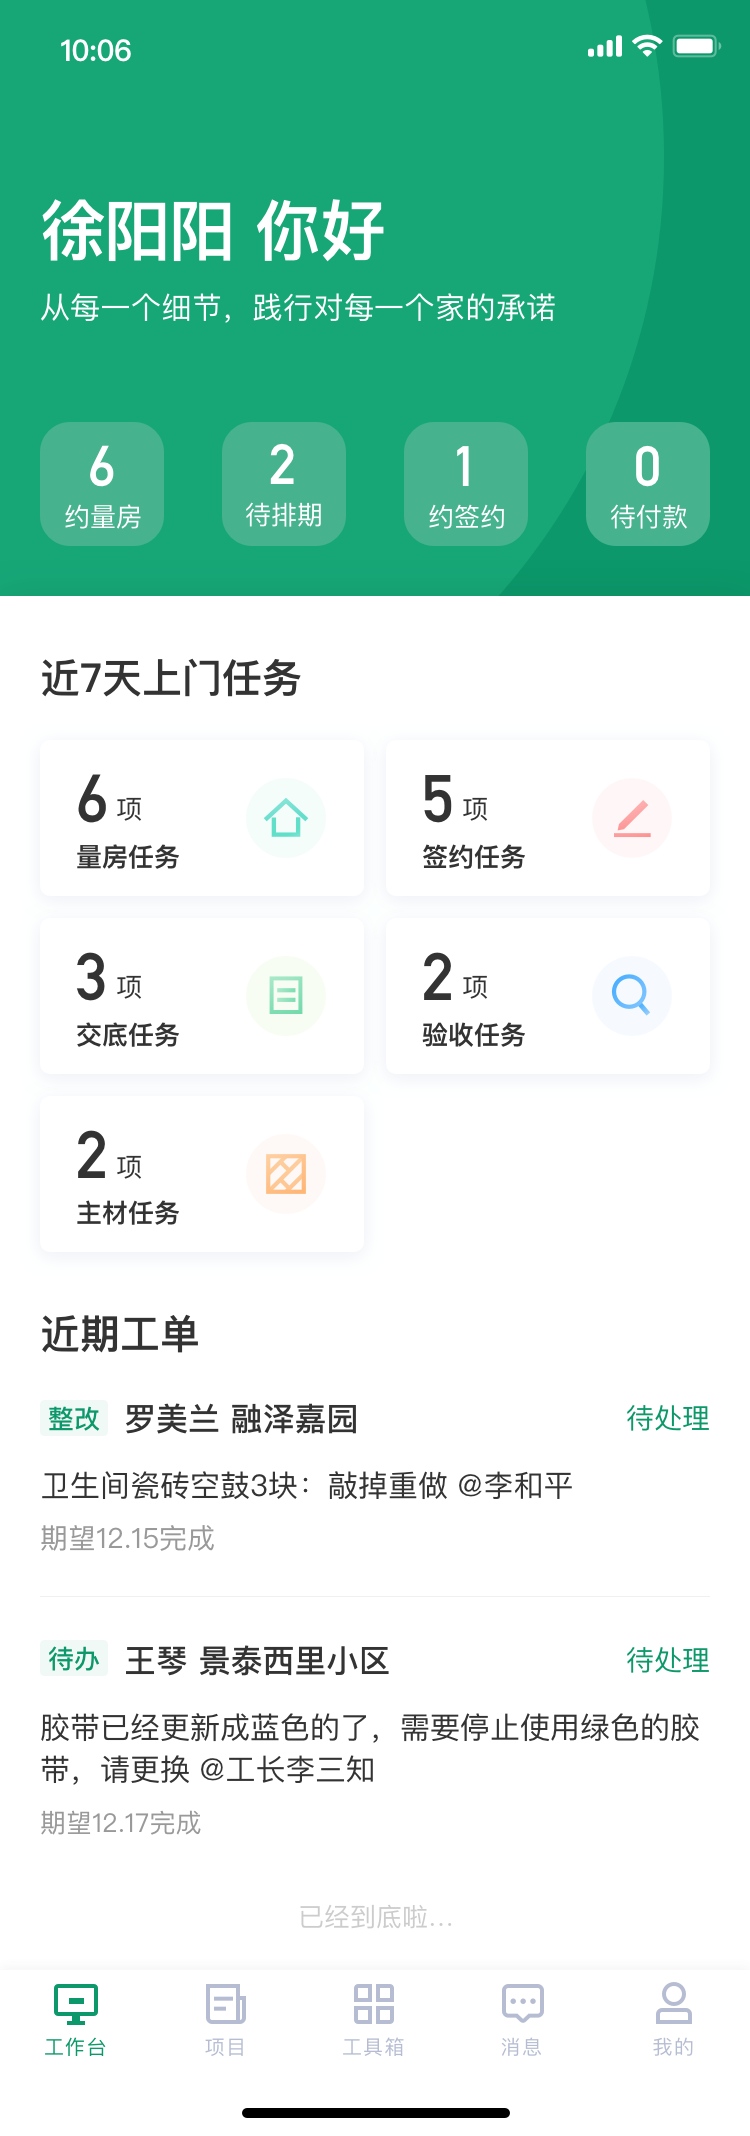 10:06
徐阳阳 你好
从每一个细节，践行对每一个家的承诺
6 2 1 0
约量房 待排期 约签约 待付款
近7天上门任务
6 项
量房任务
5 项
签约任务
3 项
交底任务
2 项
验收任务
2 项
主材任务
近期工单
整改 罗美兰 融泽嘉园 待处理
卫生间瓷砖空鼓3块：敲掉重做 @李和平
期望12.15完成
待办 王琴 景泰西里小区 待处理
胶带已经更新成蓝色的了，需要停止使用绿色的胶
带，请更换 @工长李三知
期望12.17完成
已经到底啦...
工作台 项目 工具箱 消息 我的